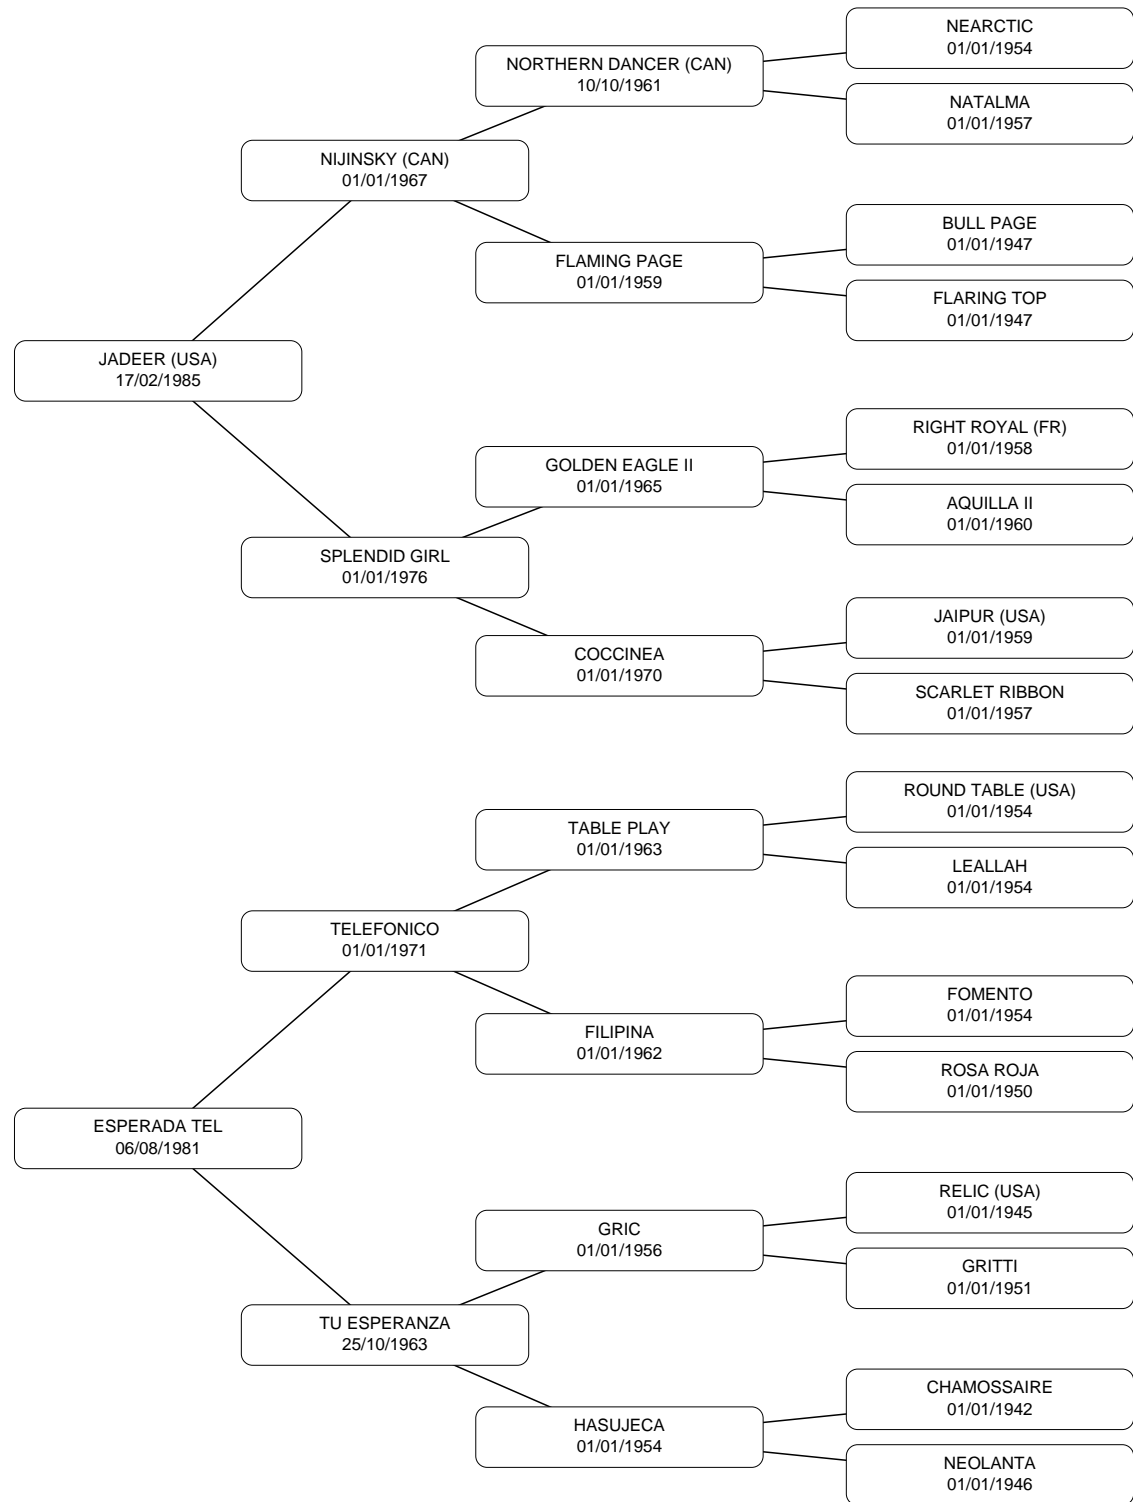 NEARCTIC
01/01/1954
NORTHERN DANCER (CAN)
10/10/1961
NATALMA
01/01/1957
NIJINSKY (CAN)
01/01/1967
BULL PAGE
01/01/1947
FLAMING PAGE
01/01/1959
FLARING TOP
01/01/1947
JADEER (USA)
17/02/1985
RIGHT ROYAL (FR)
01/01/1958
GOLDEN EAGLE II
01/01/1965
AQUILLA II
01/01/1960
SPLENDID GIRL
01/01/1976
JAIPUR (USA)
01/01/1959
COCCINEA
01/01/1970
SCARLET RIBBON
01/01/1957
ROUND TABLE (USA)
01/01/1954
TABLE PLAY
01/01/1963
LEALLAH
01/01/1954
TELEFONICO
01/01/1971
FOMENTO
01/01/1954
FILIPINA
01/01/1962
ROSA ROJA
01/01/1950
ESPERADA TEL
06/08/1981
RELIC (USA)
01/01/1945
GRIC
01/01/1956
GRITTI
01/01/1951
TU ESPERANZA
25/10/1963
CHAMOSSAIRE
01/01/1942
HASUJECA
01/01/1954
NEOLANTA
01/01/1946